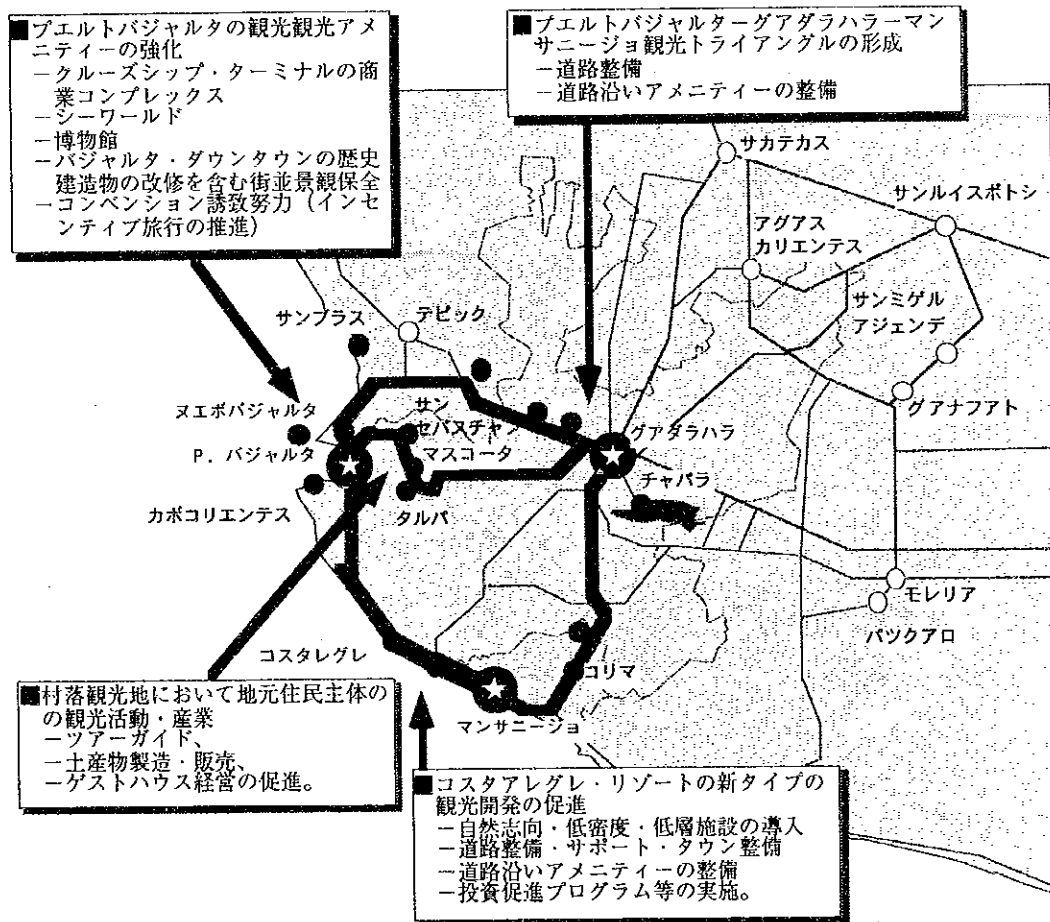 ■プエルトバジャルタの観光観光アメ
ニティーの強化
－クルーズシップ・ターミナルの商
業コンプレックス
－シーワールド
－博物館
－バジャルタ・ダウンタウンの歴史
建造物の改修を含む街並景観保全
－コンベンション誘致努力（インセ
ンティブ旅行の推進）
■プエルトバジャルターグアダラハラーマン
サニージョ観光トライアングルの形成
－道路整備
－道路沿いアメニティーの整備
サカテカス
サンルイスポトシ
アグアス
カリエンテス
サンミゲル
アジェンデ
グアナフアト
サンブラス
テピック
ヌエボバジャルタ
サン
セバスチャン
グアダラハラ
P. バジャルタ
マスコータ
チャパラ
カボコリエンテス
タルパ
モレリア
パツクアロ
コスタレグレ
コリマ
マンサニージョ
■村落観光地において地元住民主体の
の観光活動・産業
－ツアーガイド、
－土産物製造・販売、
－ゲストハウス経営の促進。
■コスタアレグレ・リゾートの新タイプの
観光開発の促進
－自然志向・低密度・低層施設の導入
－道路整備・サポート・タウン整備
－道路沿いアメニティーの整備
－投資促進プログラム等の実施。